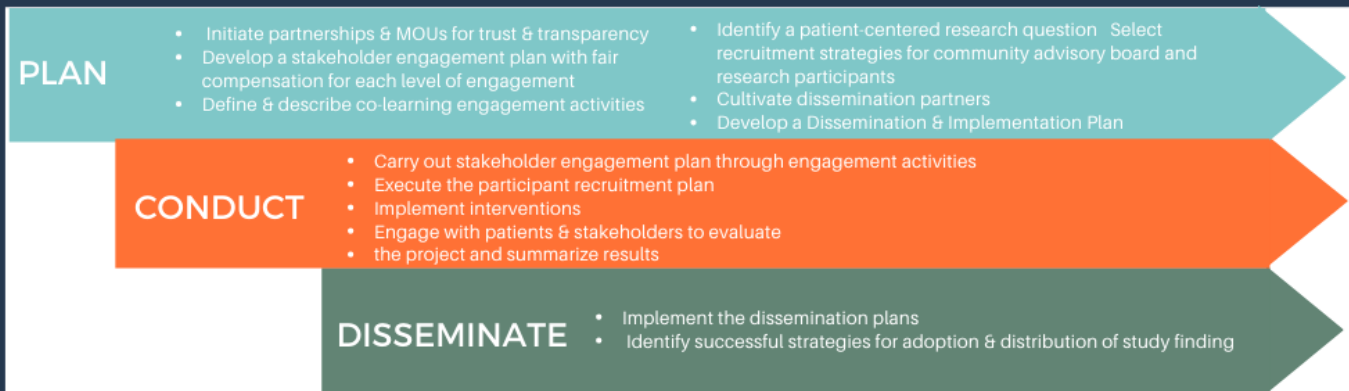 PLAN
• Initiate partnerships & MOUs for trust & transparency
• Develop a stakeholder engagement plan with fair
compensation for each level of engagement
• Define & describe co-learning engagement activities
• Identify a patient-centered research question Select
recruitment strategies for community advisory board and
research participants
• Cultivate dissemination partners
• Develop a Dissemination & Implementation Plan
CONDUCT
• Carry out stakeholder engagement plan through engagement activities
• Execute the participant recruitment plan
• Implement interventions
• Engage with patients & stakeholders to evaluate
• the project and summarize results
DISSEMINATE
• Implement the dissemination plans
• Identify successful strategies for adoption & distribution of study finding